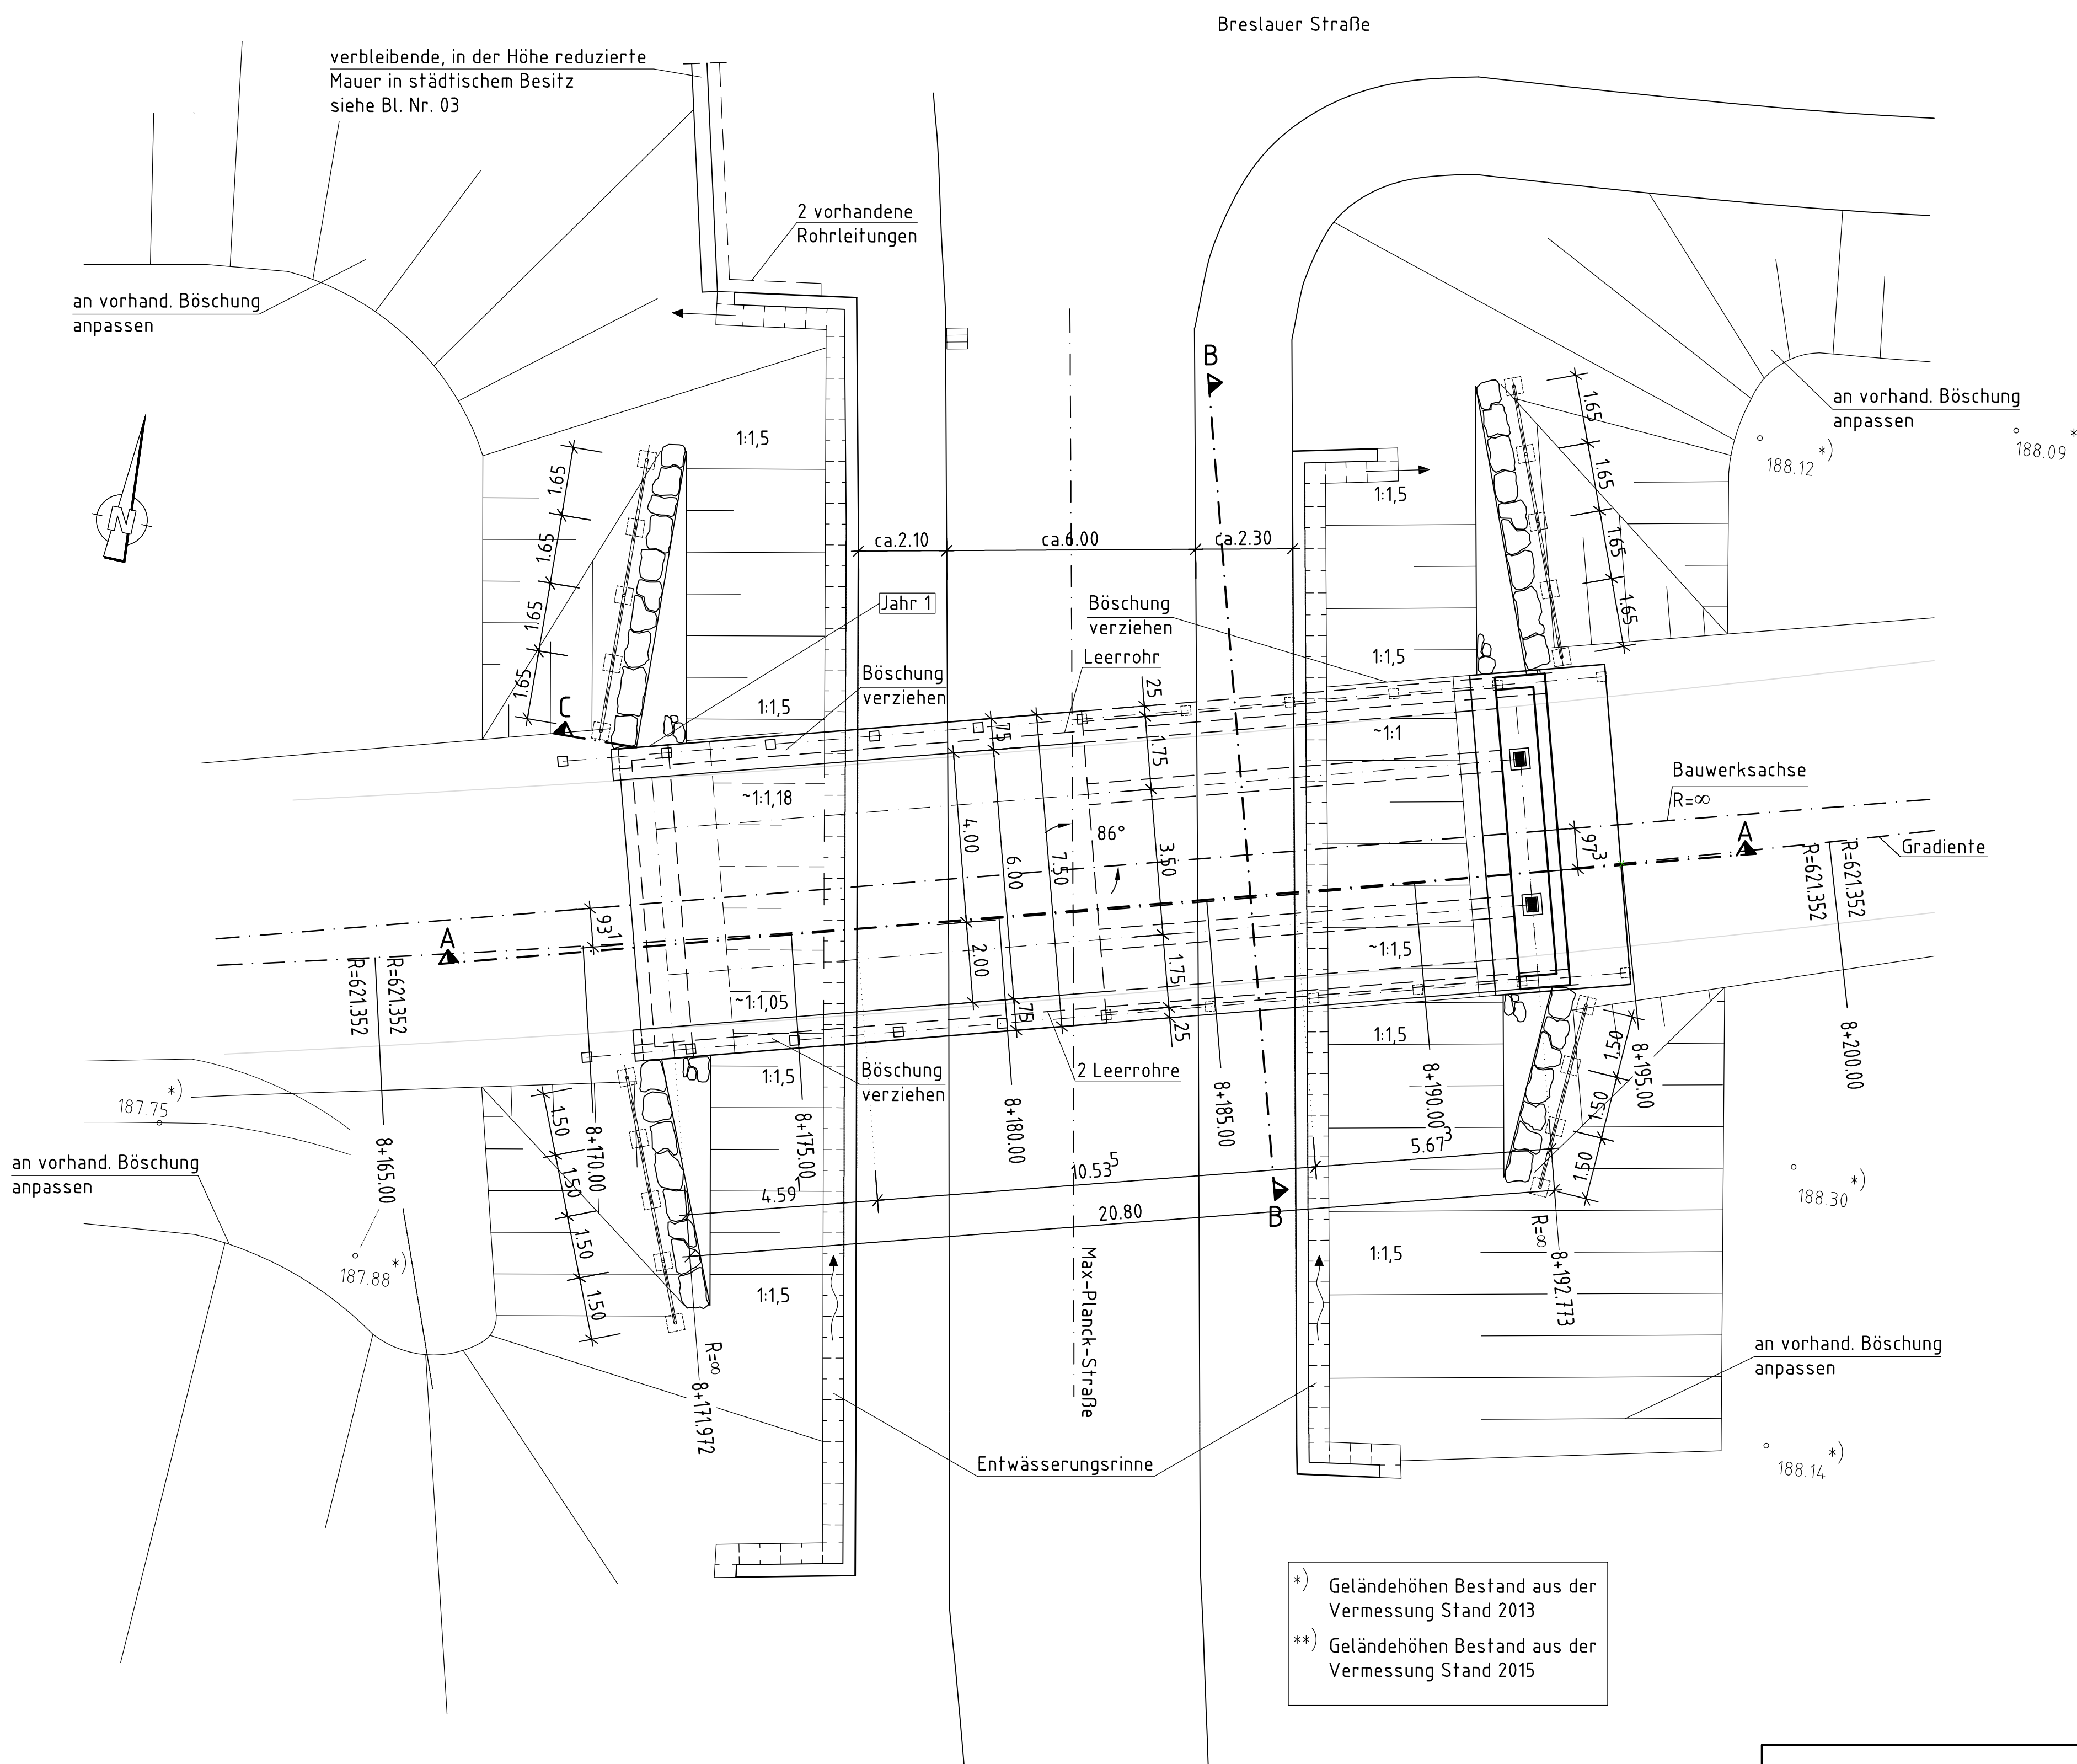 Breslauer Straße
verbleibende, in der Höhe reduzierte
Mauer in städtischem Besitz
siehe Bl. Nr. 03
2 vorhandene
Rohrleitungen
an vorhand. Böschung
anpassen
an vorhand. Böschung
anpassen
188.12 *)
188.09 *
N
B
1:1,5
1:1,5
1.65
1.65
1.65
1.65
1.65
1.65
1.65
1.65
ca.2.10
ca.6.00
ca.2.30
Jahr 1
Böschung
verziehen
Leerrohr
Böschung
verziehen
1:1,5
1:1,5
C
25
75
1.75
~1:1
~1:1,18
4.00
6.00
7.50
86°
3.50
Bauwerksachse
R=∞
97³
A
Gradiente
R=621.352
R=621.352
93¹
A
R=621.352
R=621.352
2.00
1.75
~1:1,5
~1:1,05
75
25
1:1,5
1:1,5
Böschung
verziehen
2 Leerrohre
187.75 *)
8+165.00
8+170.00
8+175.00
8+180.00
8+185.00
8+190.00
8+195.00
8+200.00
an vorhand. Böschung
anpassen
187.88 *)
1.50
1.50
1.50
1.50
1.50
1.50
1.50
4.59¹
10.53⁵
5.67³
20.80
B
188.30 *)
1:1,5
1:1,5
R=∞
8+171.972
R=∞
8+192.773
Max-Planck-Straße
an vorhand. Böschung
anpassen
188.14 *)
Entwässerungsrinne
*) Geländehöhen Bestand aus der
Vermessung Stand 2013
**) Geländehöhen Bestand aus der
Vermessung Stand 2015